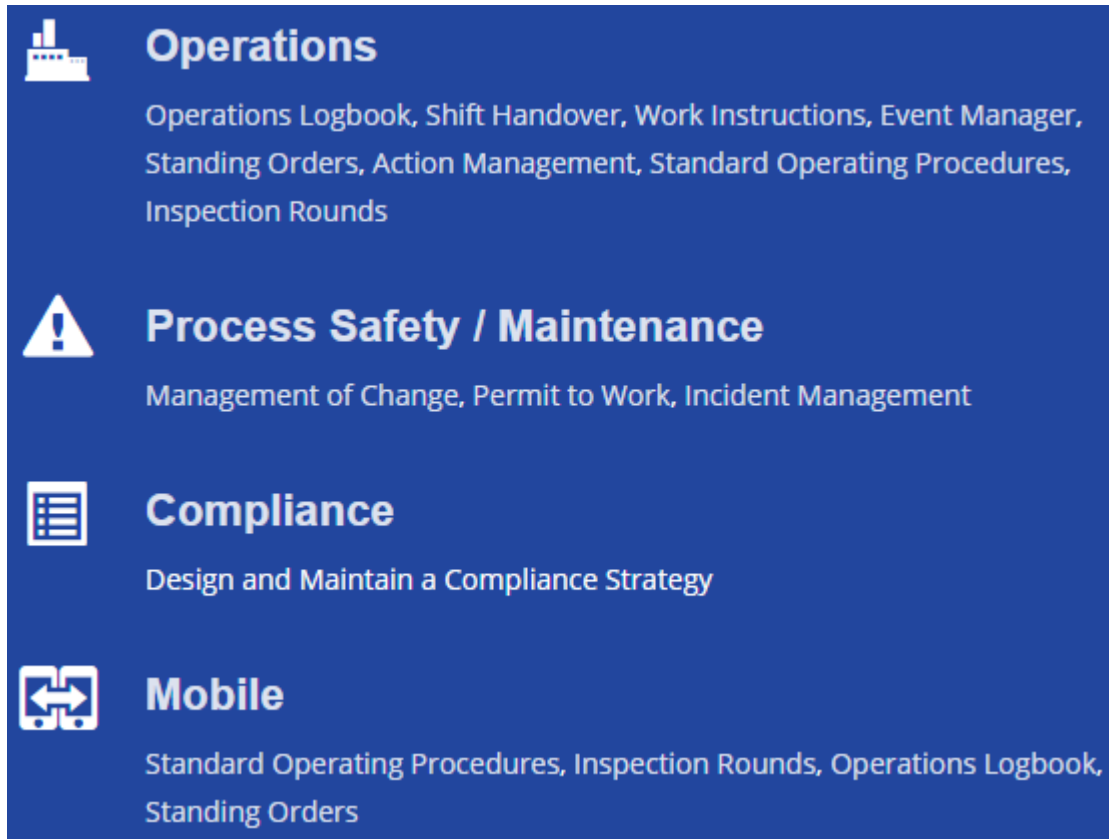 Operations
Operations Logbook, Shift Handover, Work Instructions, Event Manager,
Standing Orders, Action Management, Standard Operating Procedures,
Inspection Rounds
Process Safety / Maintenance
Management of Change, Permit to Work, Incident Management
Compliance
Design and Maintain a Compliance Strategy
Mobile
Standard Operating Procedures, Inspection Rounds, Operations Logbook,
Standing Orders